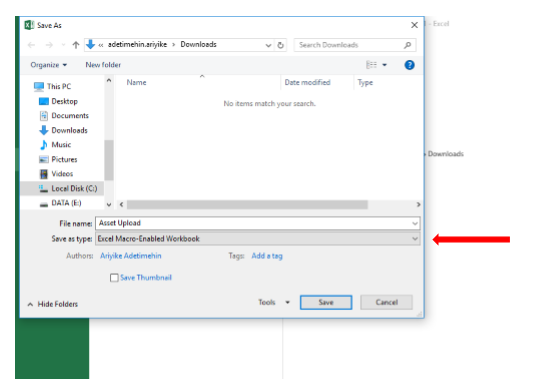 Save As
- Excel
« adetimehin.ariyike > Downloads
Search Downloads
Organize
New folder
Name
Date modified
Type
No items match your search.
This PC
Desktop
Documents
Downloads
Music
Pictures
Videos
Local Disk (C:)
DATA (E:)
» Downloads
File name: Asset Upload
Save as type: Excel Macro-Enabled Workbook
Authors: Ariyike Adetimehin
Tags: Add a tag
Save Thumbnail
Hide Folders
Tools
Save
Cancel